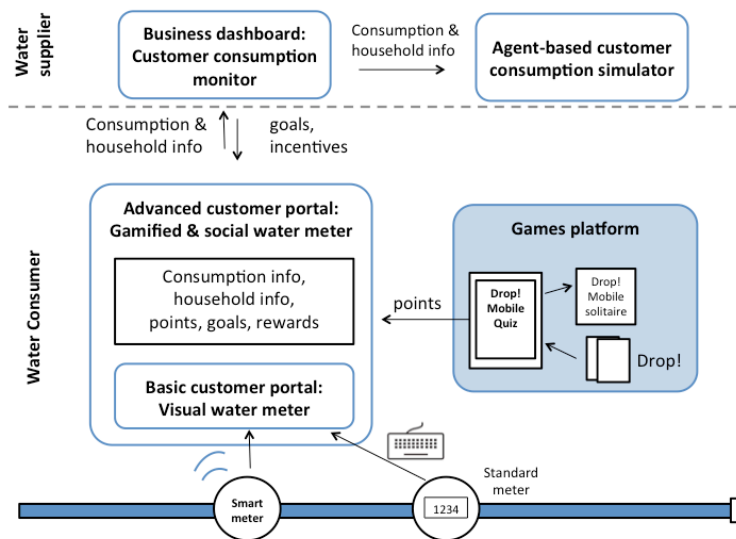 Water
supplier
Business dashboard:
Customer consumption
monitor
Consumption &
household info
Agent-based customer
consumption simulator
Consumption &
household info
goals,
incentives
Water Consumer
Advanced customer portal:
Gamified & social water meter
Consumption info,
household info,
points, goals, rewards
Basic customer portal:
Visual water meter
points
Games platform
Drop!
Mobile
Quiz
Drop!
Mobile
solitaire
Drop!
Smart
meter
1234
Standard
meter